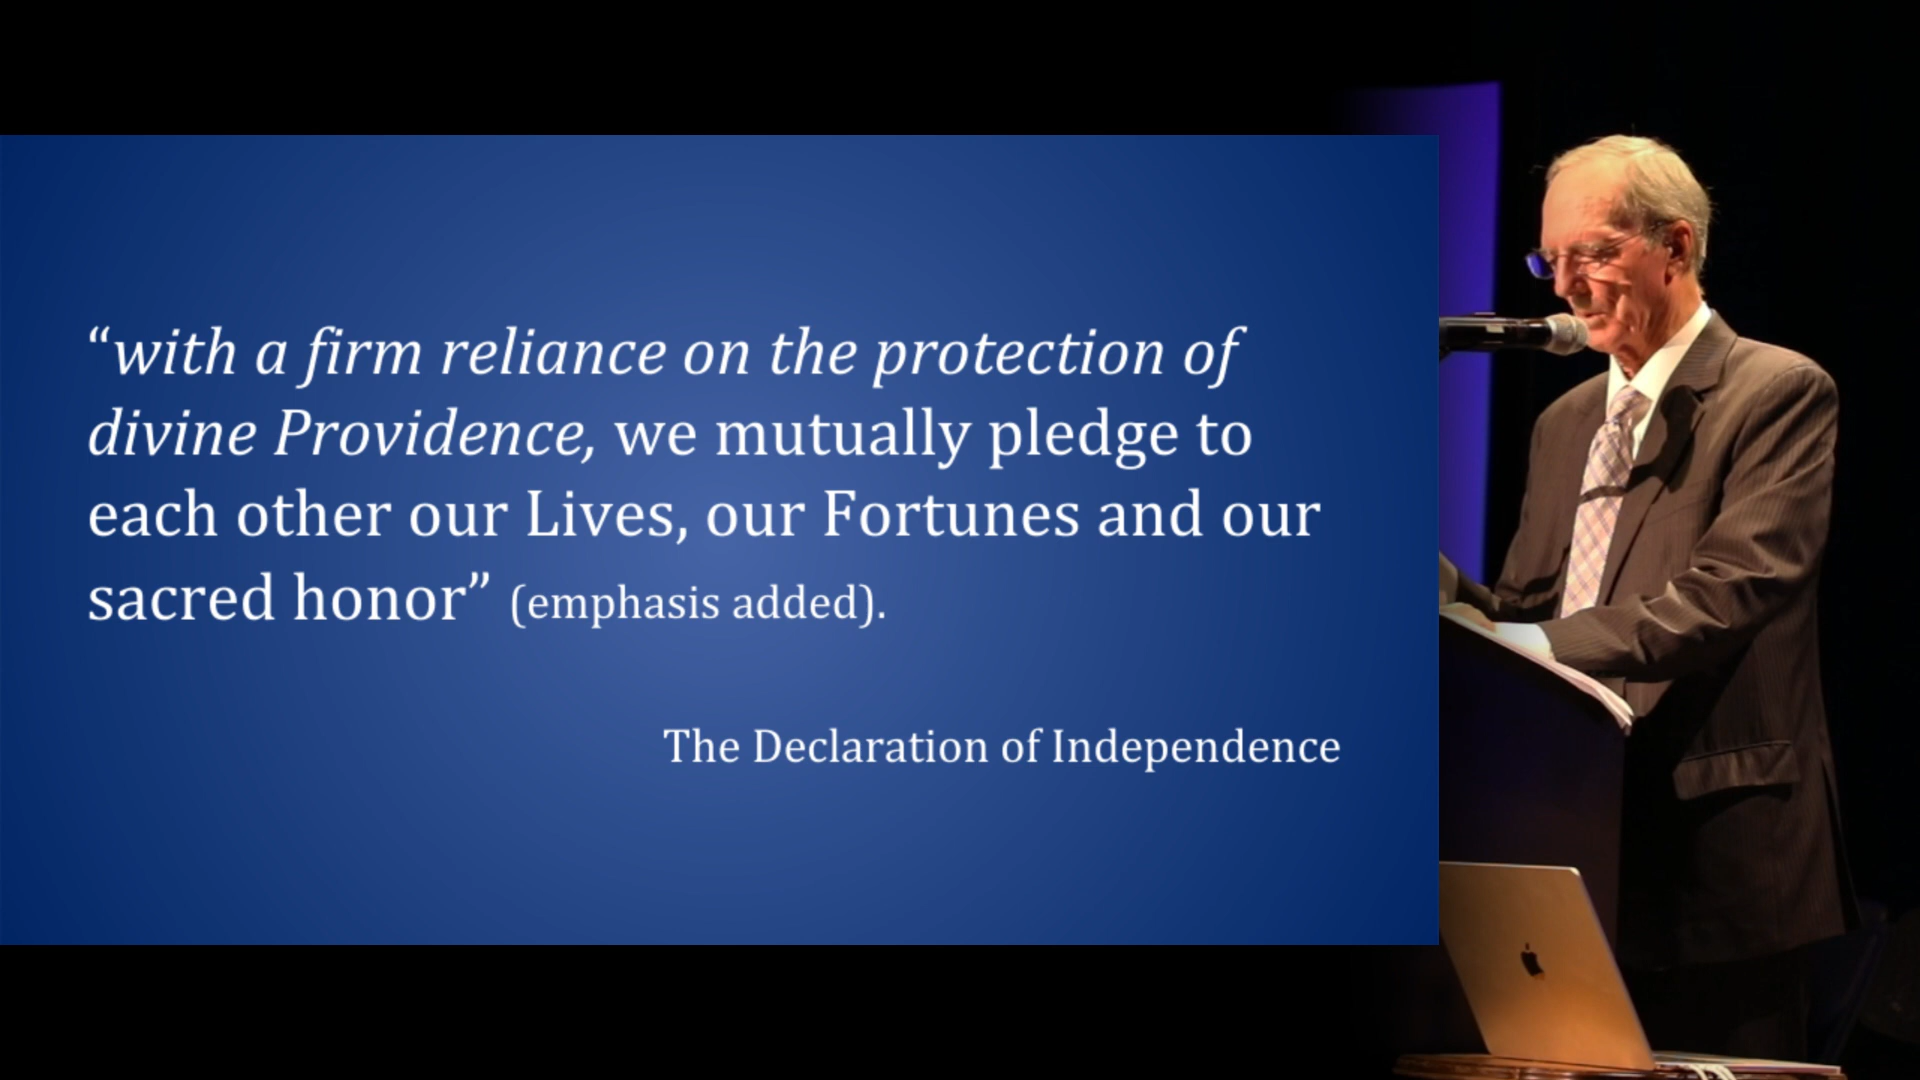 “with a firm reliance on the protection of
divine Providence, we mutually pledge to
each other our Lives, our Fortunes and our
sacred honor” (emphasis added).
The Declaration of Independence